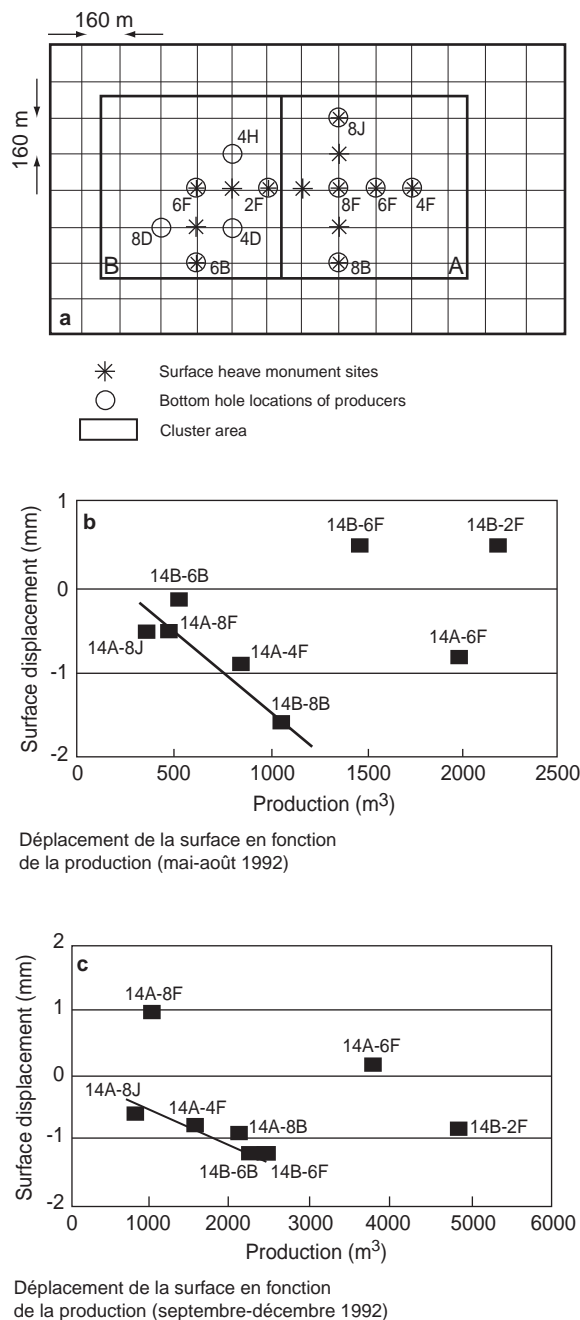 160 m
160 m
8J
4H
6F
2F
8F
6F
4F
8D
4D
B
6B
8B
A
a
Surface heave monument sites
Bottom hole locations of producers
Cluster area
b
Surface displacement (mm)
1
0
-1
-2
14B-6F
14B-2F
14B-6B
14A-8J
14A-8F
14A-4F
14A-6F
14B-8B
0
500
1000
1500
2000
2500
Production (m³)
Déplacement de la surface en fonction
de la production (mai-août 1992)
c
Surface displacement (mm)
2
1
0
-1
-2
14A-8F
14A-6F
14A-8J
14A-4F
14A-8B
14B-2F
14B-6B
14B-6F
0
1000
2000
3000
4000
5000
6000
Production (m³)
Déplacement de la surface en fonction
de la production (septembre-décembre 1992)